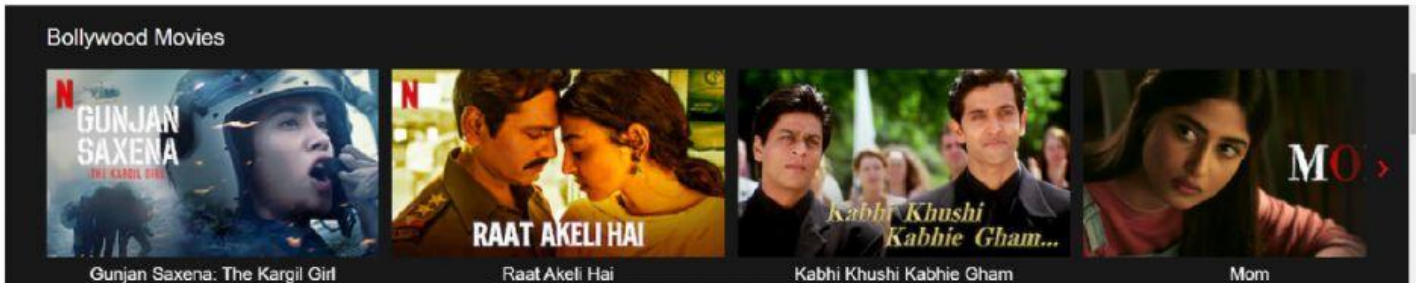 Bollywood Movies
N
GUNJAN
SAXENA
THE KARGIL GIRL
N
RAAT AKELI HAI
Kabhi Khushi
Kabhie Gham...
MO
Gunjan Saxena: The Kargil Girl
Raat Akeli Hai
Kabhi Khushi Kabhie Gham
Mom